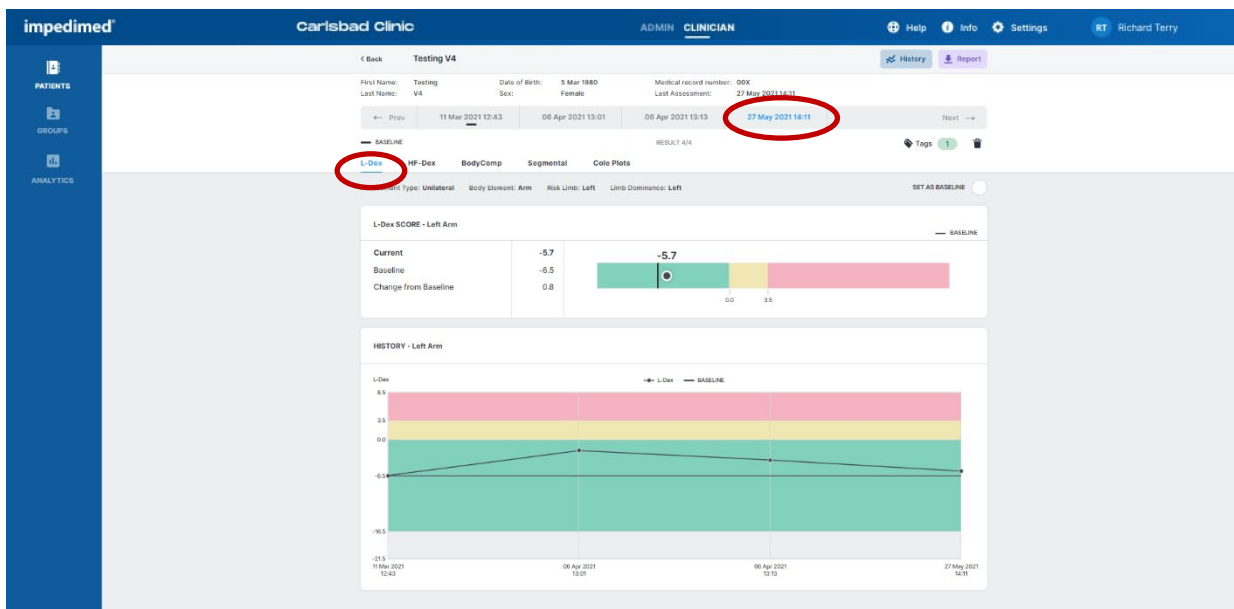 impedimed® Carlsbad Clinic ADMIN CLINICIAN Help Info Settings RT Richard Terry
PATIENTS
GROUPS
ANALYTICS
< Back Testing V4 History Report
First Name: Testing Date of Birth: 5 Mar 1980 Medical record number: 00X
Last Name: V4 Sex: Female Last Assessment: 27 May 2021 14:11
← Prev 11 Mar 2021 12:43 06 Apr 2021 13:01 06 Apr 2021 13:13 27 May 2021 14:11 Next →
BASELINE RESULT 4/4 Tags 1
L-Dex HF-Dex BodyComp Segmental Cole Plots
Type: Unilateral Body Element: Arm Risk Limb: Left Limb Dominance: Left SET AS BASELINE
L-Dex SCORE - Left Arm
BASELINE
Current -5.7
Baseline -6.5
Change from Baseline 0.8
-5.7
0.0 3.5
HISTORY - Left Arm
L-Dex
L-Dex BASELINE
8.5
3.5
0.0
-6.5
-16.5
-21.5
11 Mar 2021 12:43
06 Apr 2021 13:01
06 Apr 2021 13:13
27 May 2021 14:11